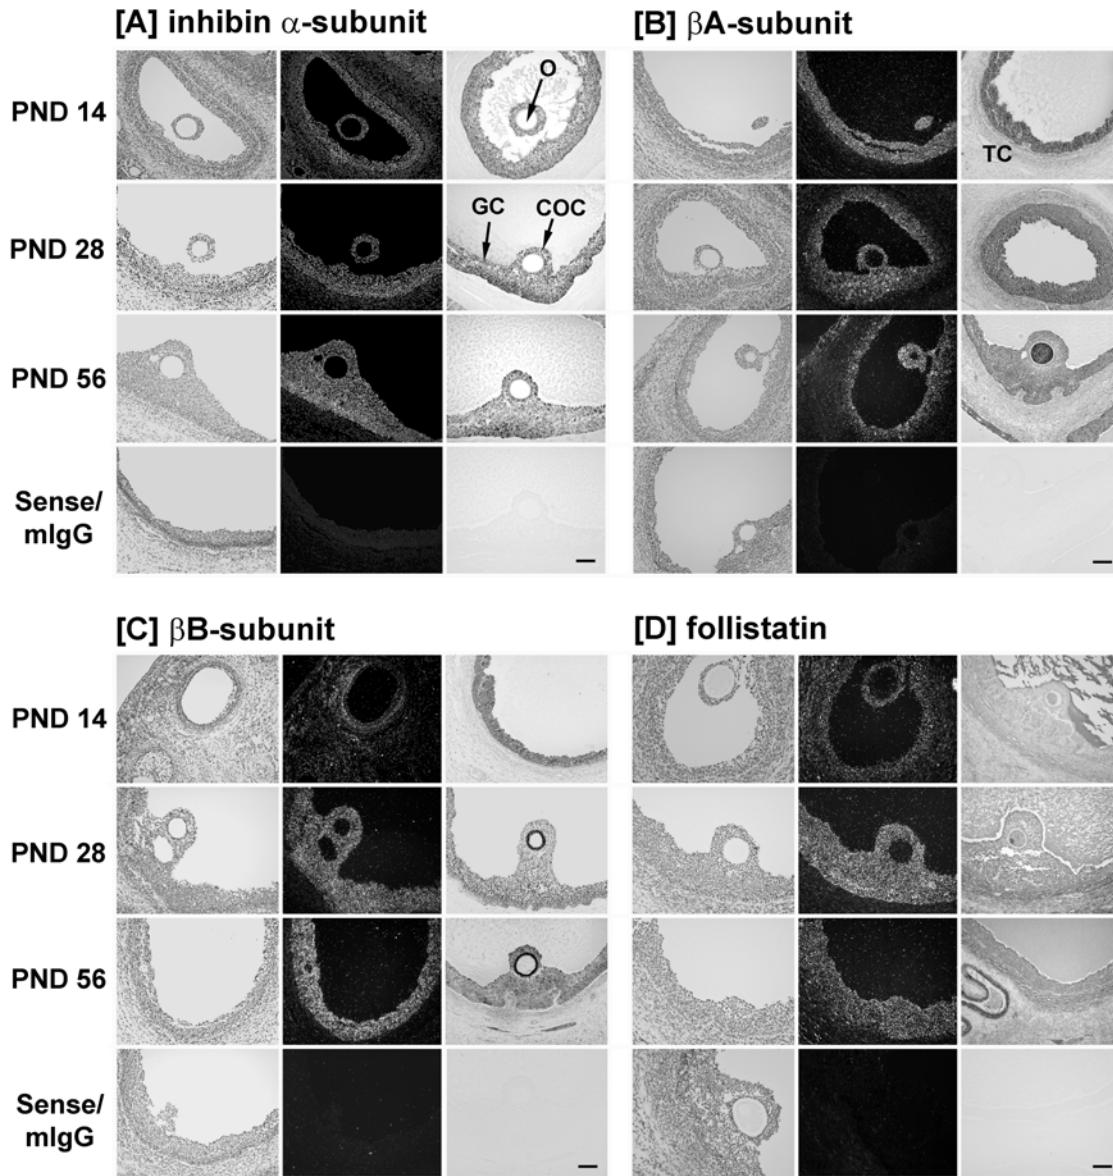 [A] inhibin α-subunit
[B] βA-subunit
PND 14
O
TC
PND 28
GC
COC
PND 56
Sense/
mIgG
[C] βB-subunit
[D] follistatin
PND 14
PND 28
PND 56
Sense/
mIgG